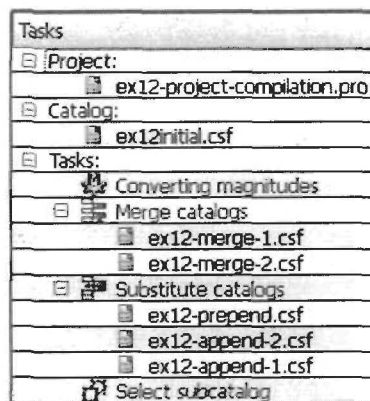 Tasks
Project:
ex12-project-compilation.pro
Catalog:
ex12initial.csf
Tasks:
Converting magnitudes
Merge catalogs
ex12-merge-1.csf
ex12-merge-2.csf
Substitute catalogs
ex12-prepend.csf
ex12-append-2.csf
ex12-append-1.csf
Select subcatalog